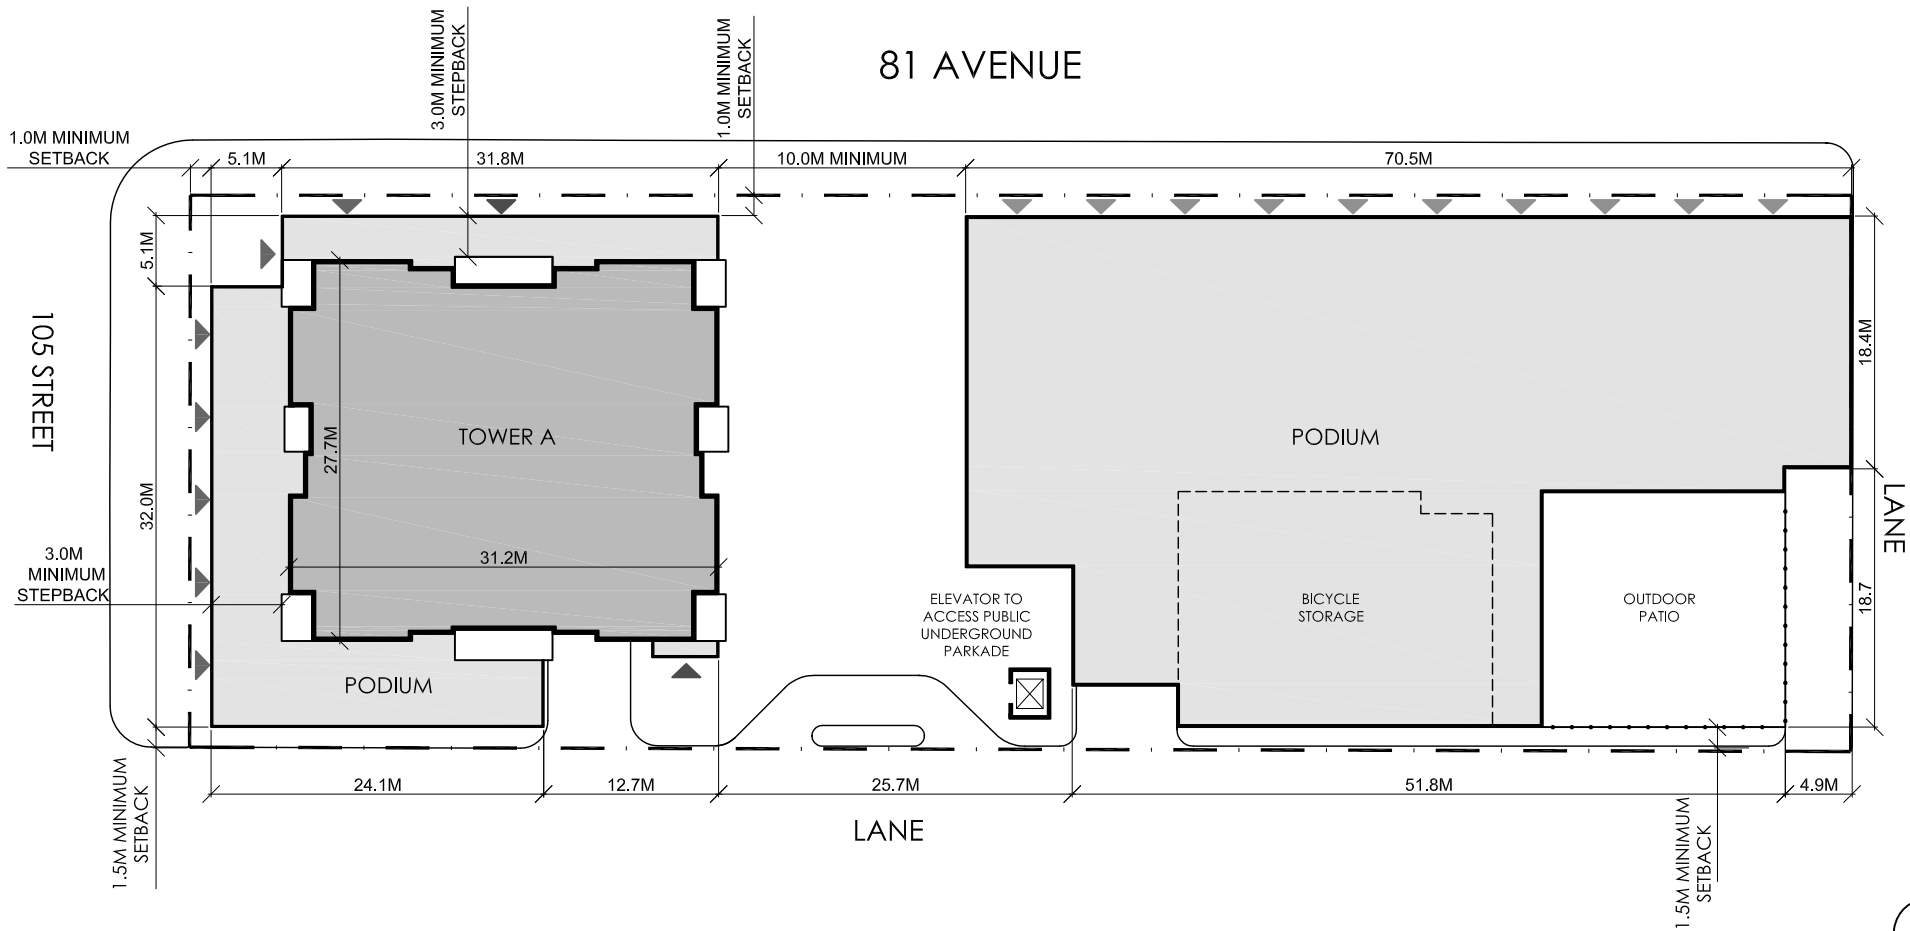 81 AVENUE
3.0M MINIMUM
STEPBACK
1.0M MINIMUM
SETBACK
1.0M MINIMUM
SETBACK
5.1M
31.8M
10.0M MINIMUM
70.5M
5.1M
105 STREET
32.0M
3.0M
MINIMUM
STEPBACK
TOWER A
27.7M
31.2M
PODIUM
PODIUM
18.4M
LANE
18.7
ELEVATOR TO
ACCESS PUBLIC
UNDERGROUND
PARKADE
BICYCLE
STORAGE
OUTDOOR
PATIO
24.1M
12.7M
25.7M
51.8M
4.9M
1.5M MINIMUM
SETBACK
LANE
1.5M MINIMUM
SETBACK